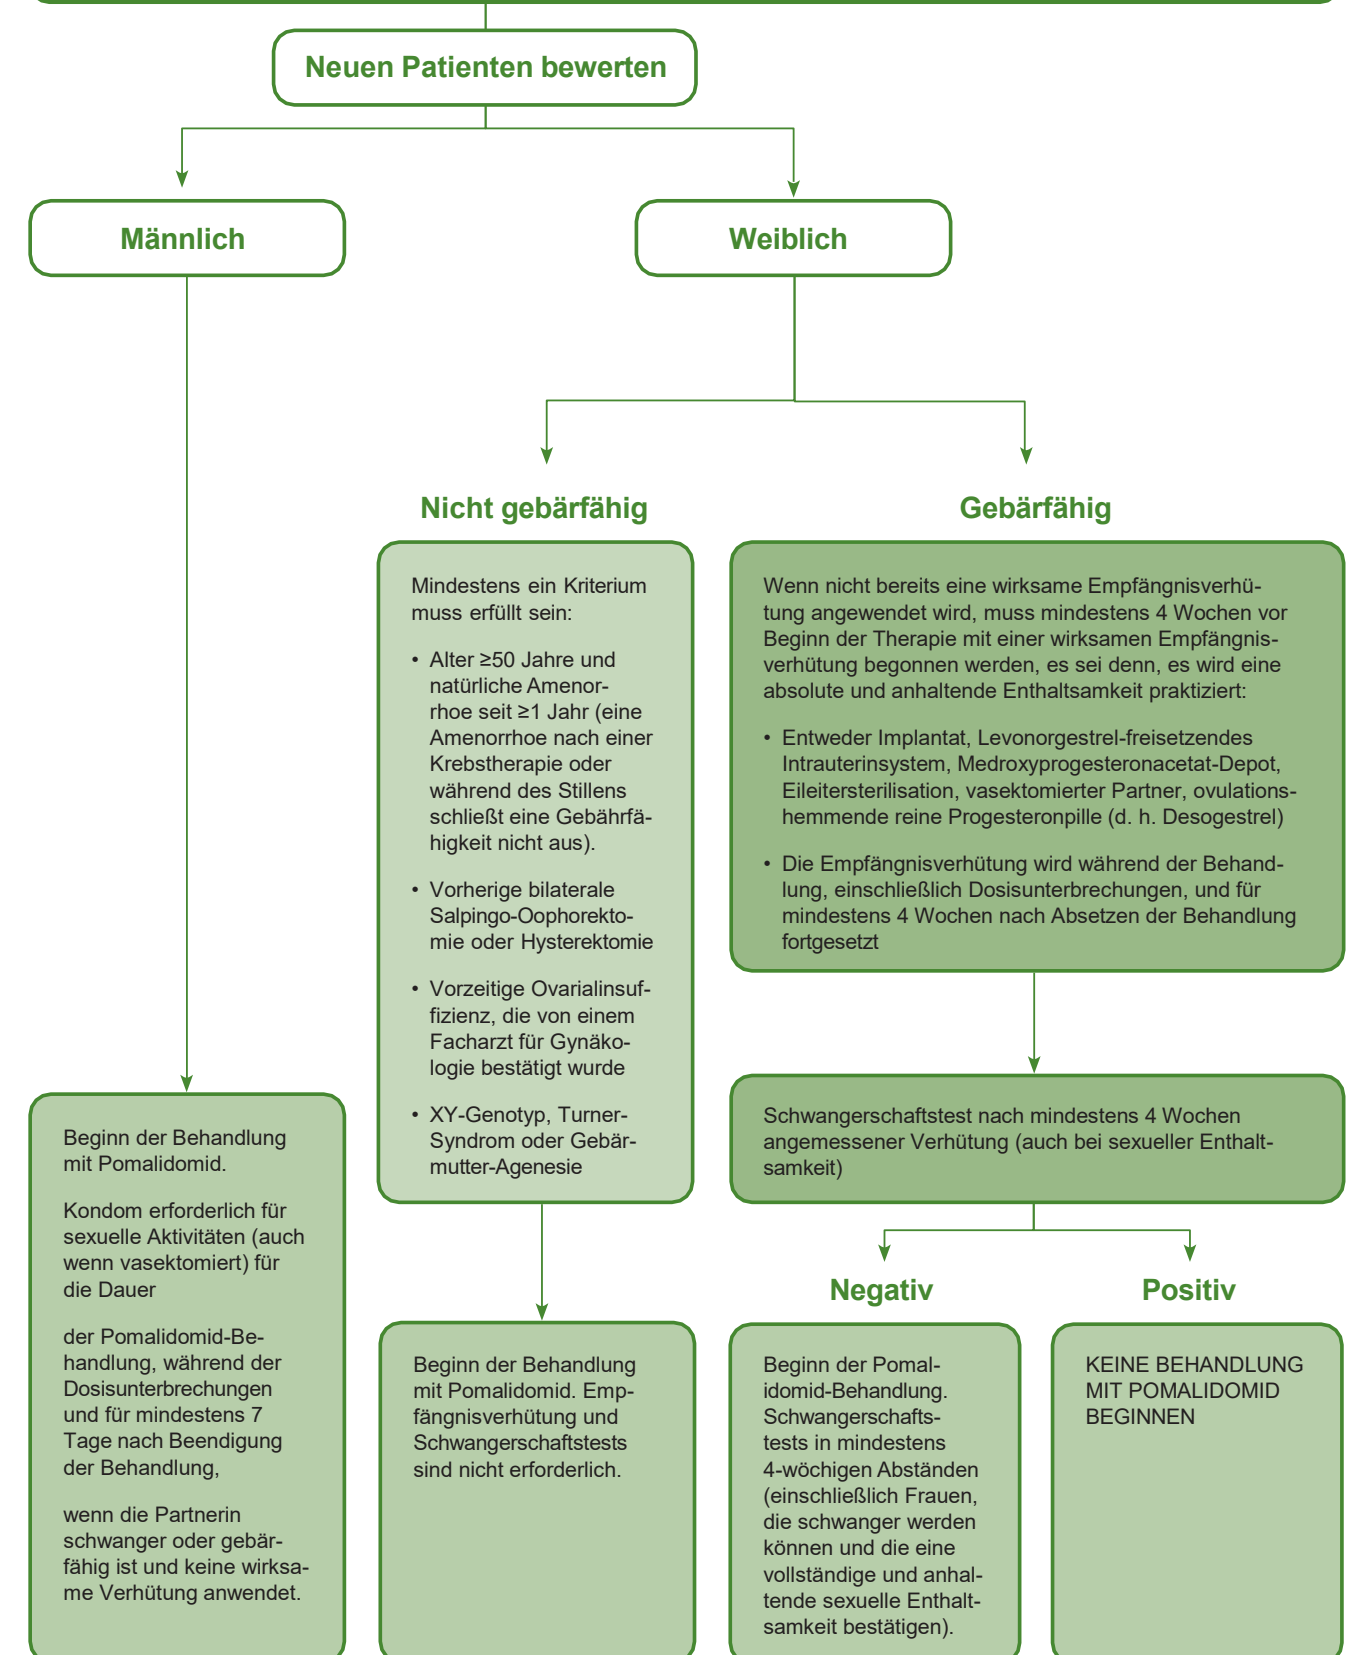 Neuen Patienten bewerten
Männlich
Weiblich
Nicht gebärfähig
Gebärfähig
Mindestens ein Kriterium
muss erfüllt sein:
• Alter ≥50 Jahre und
natürliche Amenor-
rhoe seit ≥1 Jahr (eine
Amenorrhoe nach einer
Krebstherapie oder
während des Stillens
schließt eine Gebährfä-
higkeit nicht aus).
• Vorherige bilaterale
Salpingo-Oophorekto-
mie oder Hysterektomie
• Vorzeitige Ovarialinsuf-
fizienz, die von einem
Facharzt für Gynäko-
logie bestätigt wurde
• XY-Genotyp, Turner-
Syndrom oder Gebär-
mutter-Agenesie
Wenn nicht bereits eine wirksame Empfängnisverhü-
tung angewendet wird, muss mindestens 4 Wochen vor
Beginn der Therapie mit einer wirksamen Empfängnis-
verhütung begonnen werden, es sei denn, es wird eine
absolute und anhaltende Enthaltsamkeit praktiziert:
• Entweder Implantat, Levonorgestrel-freisetzendes
Intrauterinsystem, Medroxyprogesteronacetat-Depot,
Eileitersterilisation, vasektomierter Partner, ovulations-
hemmende reine Progesteronpille (d. h. Desogestrel)
• Die Empfängnisverhütung wird während der Behand-
lung, einschließlich Dosisunterbrechungen, und für
mindestens 4 Wochen nach Absetzen der Behandlung
fortgesetzt
Schwangerschaftstest nach mindestens 4 Wochen
angemessener Verhütung (auch bei sexueller Enthalt-
samkeit)
Negativ
Positiv
Beginn der Behandlung
mit Pomalidomid.
Kondom erforderlich für
sexuelle Aktivitäten (auch
wenn vasektomiert) für
die Dauer
der Pomalidomid-Be-
handlung, während der
Dosisunterbrechungen
und für mindestens 7
Tage nach Beendigung
der Behandlung,
wenn die Partnerin
schwanger oder gebär-
fähig ist und keine wirksa-
me Verhütung anwendet.
Beginn der Behandlung
mit Pomalidomid. Emp-
fängnisverhütung und
Schwangerschaftstests
sind nicht erforderlich.
Beginn der Pomal-
idomid-Behandlung.
Schwangerschafts-
tests in mindestens
4-wöchigen Abständen
(einschließlich Frauen,
die schwanger werden
können und die eine
vollständige und anhal-
tende sexuelle Enthalt-
samkeit bestätigen).
KEINE BEHANDLUNG
MIT POMALIDOMID
BEGINNEN